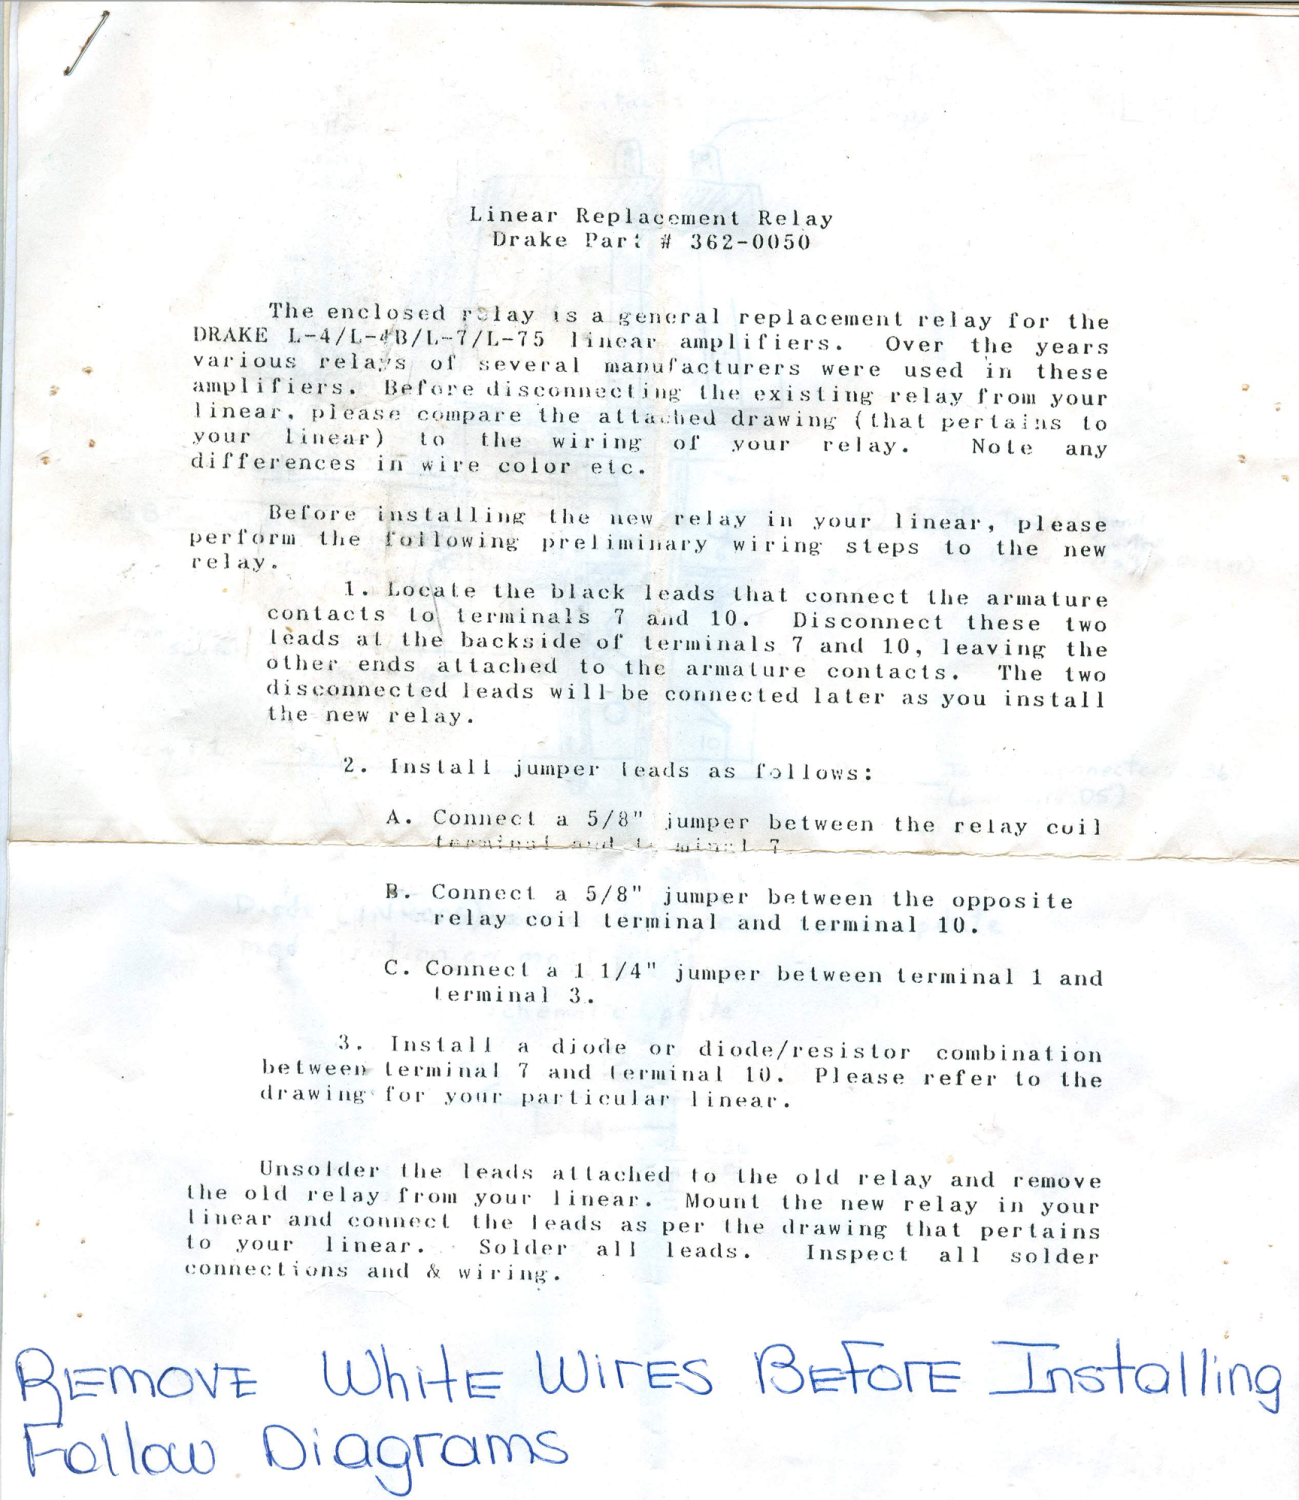 Linear Replacement Relay
Drake Part # 362-0050
The enclosed relay is a general replacement relay for the
DRAKE L-4/L-4B/L-7/L-75 linear amplifiers. Over the years
various relays of several manufacturers were used in these
amplifiers. Before disconnecting the existing relay from your
linear, please compare the attached drawing (that pertains to
your linear) to the wiring of your relay. Note any
differences in wire color etc.
Before installing the new relay in your linear, please
perform the following preliminary wiring steps to the new
relay.
1. Locate the black leads that connect the armature
contacts to terminals 7 and 10. Disconnect these two
leads at the backside of terminals 7 and 10, leaving the
other ends attached to the armature contacts. The two
disconnected leads will be connected later as you install
the new relay.
2. Install jumper leads as follows:
A. Connect a 5/8" jumper between the relay coil
terminal and terminal 7
B. Connect a 5/8" jumper between the opposite
relay coil terminal and terminal 10.
C. Connect a 1 1/4" jumper between terminal 1 and
terminal 3.
3. Install a diode or diode/resistor combination
between terminal 7 and terminal 10. Please refer to the
drawing for your particular linear.
Unsolder the leads attached to the old relay and remove
the old relay from your linear. Mount the new relay in your
linear and connect the leads as per the drawing that pertains
to your linear. Solder all leads. Inspect all solder
connections and & wiring.
REMOVE White WIRES BEFORE Installing
Follow Diagrams